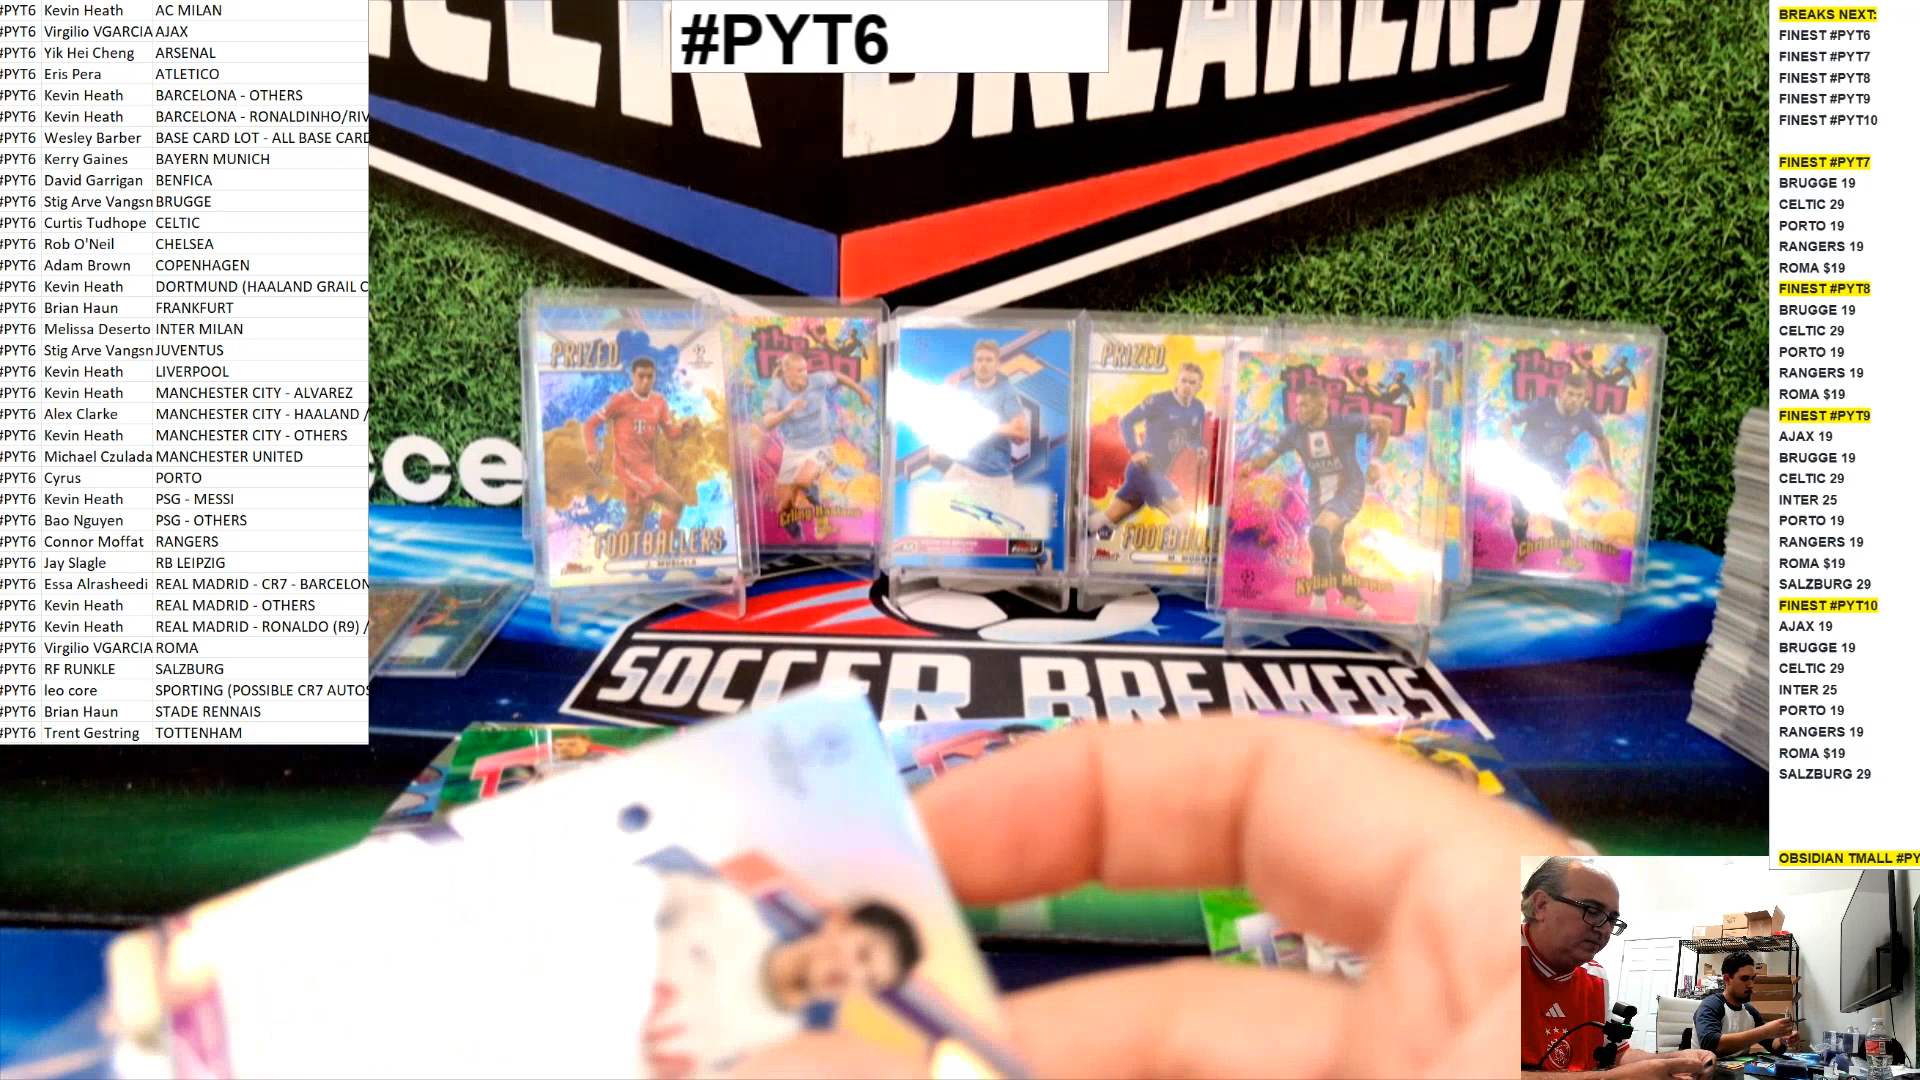 #PYT6 Kevin Heath AC MILAN
#PYT6 Virgilio VGARCIA AJAX
#PYT6 Yik Hei Cheng ARSENAL
#PYT6 Eris Pera ATLETICO
#PYT6 Kevin Heath BARCELONA - OTHERS
#PYT6 Kevin Heath BARCELONA - RONALDINHO/RIV
#PYT6 Wesley Barber BASE CARD LOT - ALL BASE CARD
#PYT6 Kerry Gaines BAYERN MUNICH
#PYT6 David Garrigan BENFICA
#PYT6 Stig Arve Vangsn BRUGGE
#PYT6 Curtis Tudhope CELTIC
#PYT6 Rob O'Neil CHELSEA
#PYT6 Adam Brown COPENHAGEN
#PYT6 Kevin Heath DORTMUND (HAALAND GRAIL C
#PYT6 Brian Haun FRANKFURT
#PYT6 Melissa Deserto INTER MILAN
#PYT6 Stig Arve Vangsn JUVENTUS
#PYT6 Kevin Heath LIVERPOOL
#PYT6 Kevin Heath MANCHESTER CITY - ALVAREZ
#PYT6 Alex Clarke MANCHESTER CITY - HAALAND /
#PYT6 Kevin Heath MANCHESTER CITY - OTHERS
#PYT6 Michael Czulada MANCHESTER UNITED
#PYT6 Cyrus PORTO
#PYT6 Kevin Heath PSG - MESSI
#PYT6 Bao Nguyen PSG - OTHERS
#PYT6 Connor Moffat RANGERS
#PYT6 Jay Slagle RB LEIPZIG
#PYT6 Essa Alrasheedi REAL MADRID - CR7 - BARCELON
#PYT6 Kevin Heath REAL MADRID - OTHERS
#PYT6 Kevin Heath REAL MADRID - RONALDO (R9) /
#PYT6 Virgilio VGARCIA ROMA
#PYT6 RF RUNKLE SALZBURG
#PYT6 leo core SPORTING (POSSIBLE CR7 AUTOS
#PYT6 Brian Haun STADE RENNAIS
#PYT6 Trent Gestring TOTTENHAM
#PYT6
CCER BREAKERS
cce
PRIZED
FOOTBALLERS
J. MUSIALA
the man
Erling Haaland
PRIZED
FOOTBALL
the man
Kylian Mbappé
the man
Christian Pulisic
SOCCER BREAKERS
BREAKS NEXT:
FINEST #PYT6
FINEST #PYT7
FINEST #PYT8
FINEST #PYT9
FINEST #PYT10
FINEST #PYT7
BRUGGE 19
CELTIC 29
PORTO 19
RANGERS 19
ROMA $19
FINEST #PYT8
BRUGGE 19
CELTIC 29
PORTO 19
RANGERS 19
ROMA $19
FINEST #PYT9
AJAX 19
BRUGGE 19
CELTIC 29
INTER 25
PORTO 19
RANGERS 19
ROMA $19
SALZBURG 29
FINEST #PYT10
AJAX 19
BRUGGE 19
CELTIC 29
INTER 25
PORTO 19
RANGERS 19
ROMA $19
SALZBURG 29
OBSIDIAN TMALL #PY